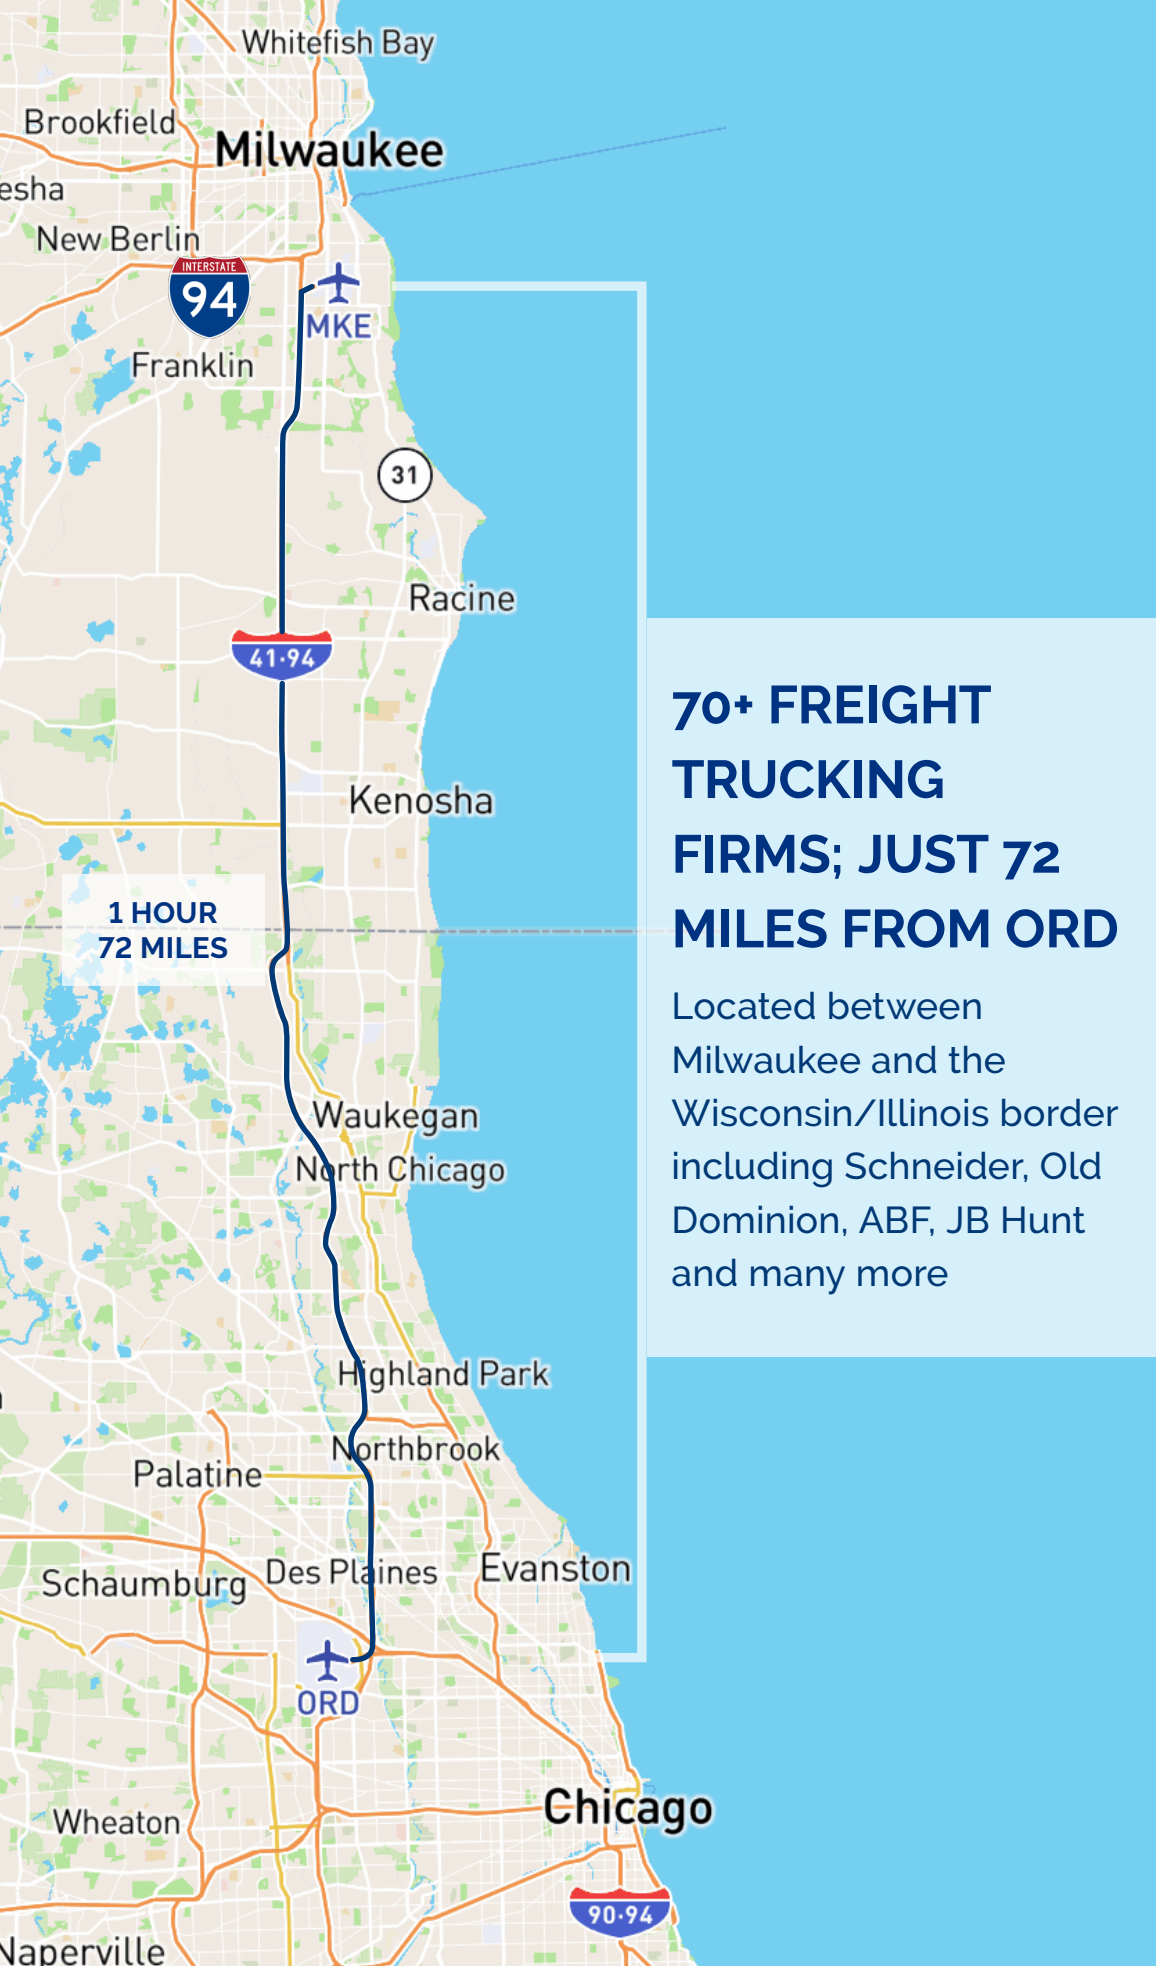 Whitefish Bay
Brookfield
Milwaukee
esha
New Berlin
INTERSTATE
94
MKE
Franklin
31
Racine
41·94
Kenosha
1 HOUR
72 MILES
70+ FREIGHT
TRUCKING
FIRMS; JUST 72
MILES FROM ORD
Located between
Milwaukee and the
Wisconsin/Illinois border
including Schneider, Old
Dominion, ABF, JB Hunt
and many more
Waukegan
North Chicago
Highland Park
Northbrook
Palatine
Des Plaines
Evanston
Schaumburg
ORD
Chicago
Wheaton
90·94
Naperville